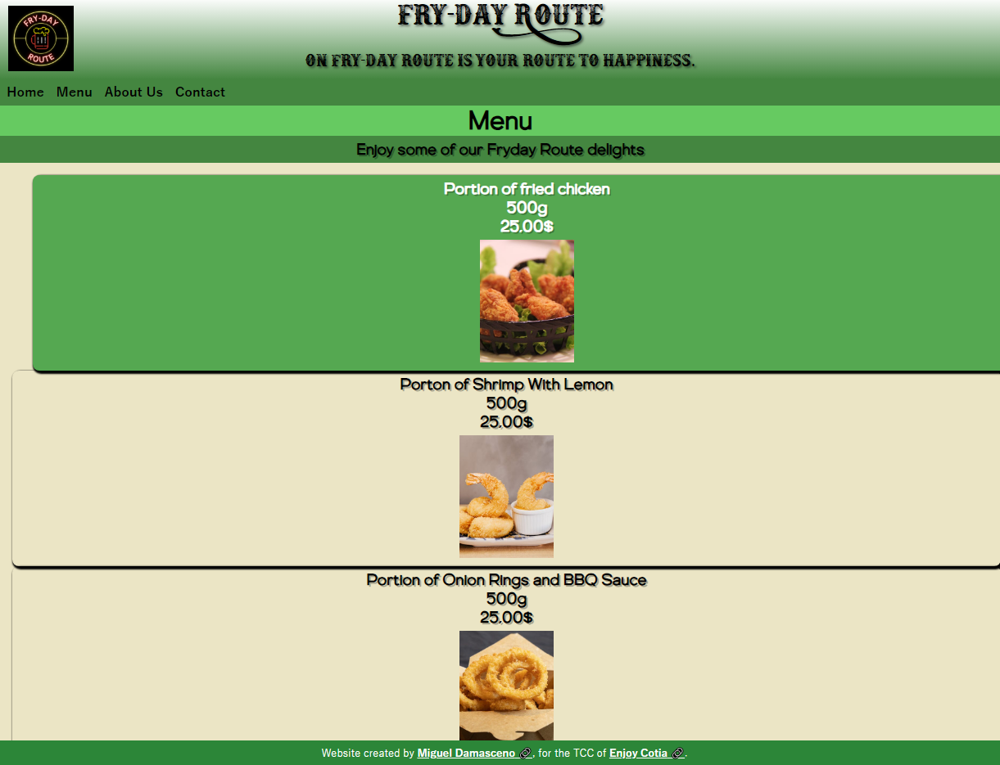 FRY-DAY
ROUTE
FRY-DAY ROUTE
ON FRY-DAY ROUTE IS YOUR ROUTE TO HAPPINESS.
Home Menu About Us Contact
Menu
Enjoy some of our Fryday Route delights
Portion of fried chicken
500g
25.00$
Porton of Shrimp With Lemon
500g
25.00$
Portion of Onion Rings and BBQ Sauce
500g
25.00$
Website created by Miguel Damasceno 🔗, for the TCC of Enjoy Cotia 🔗.